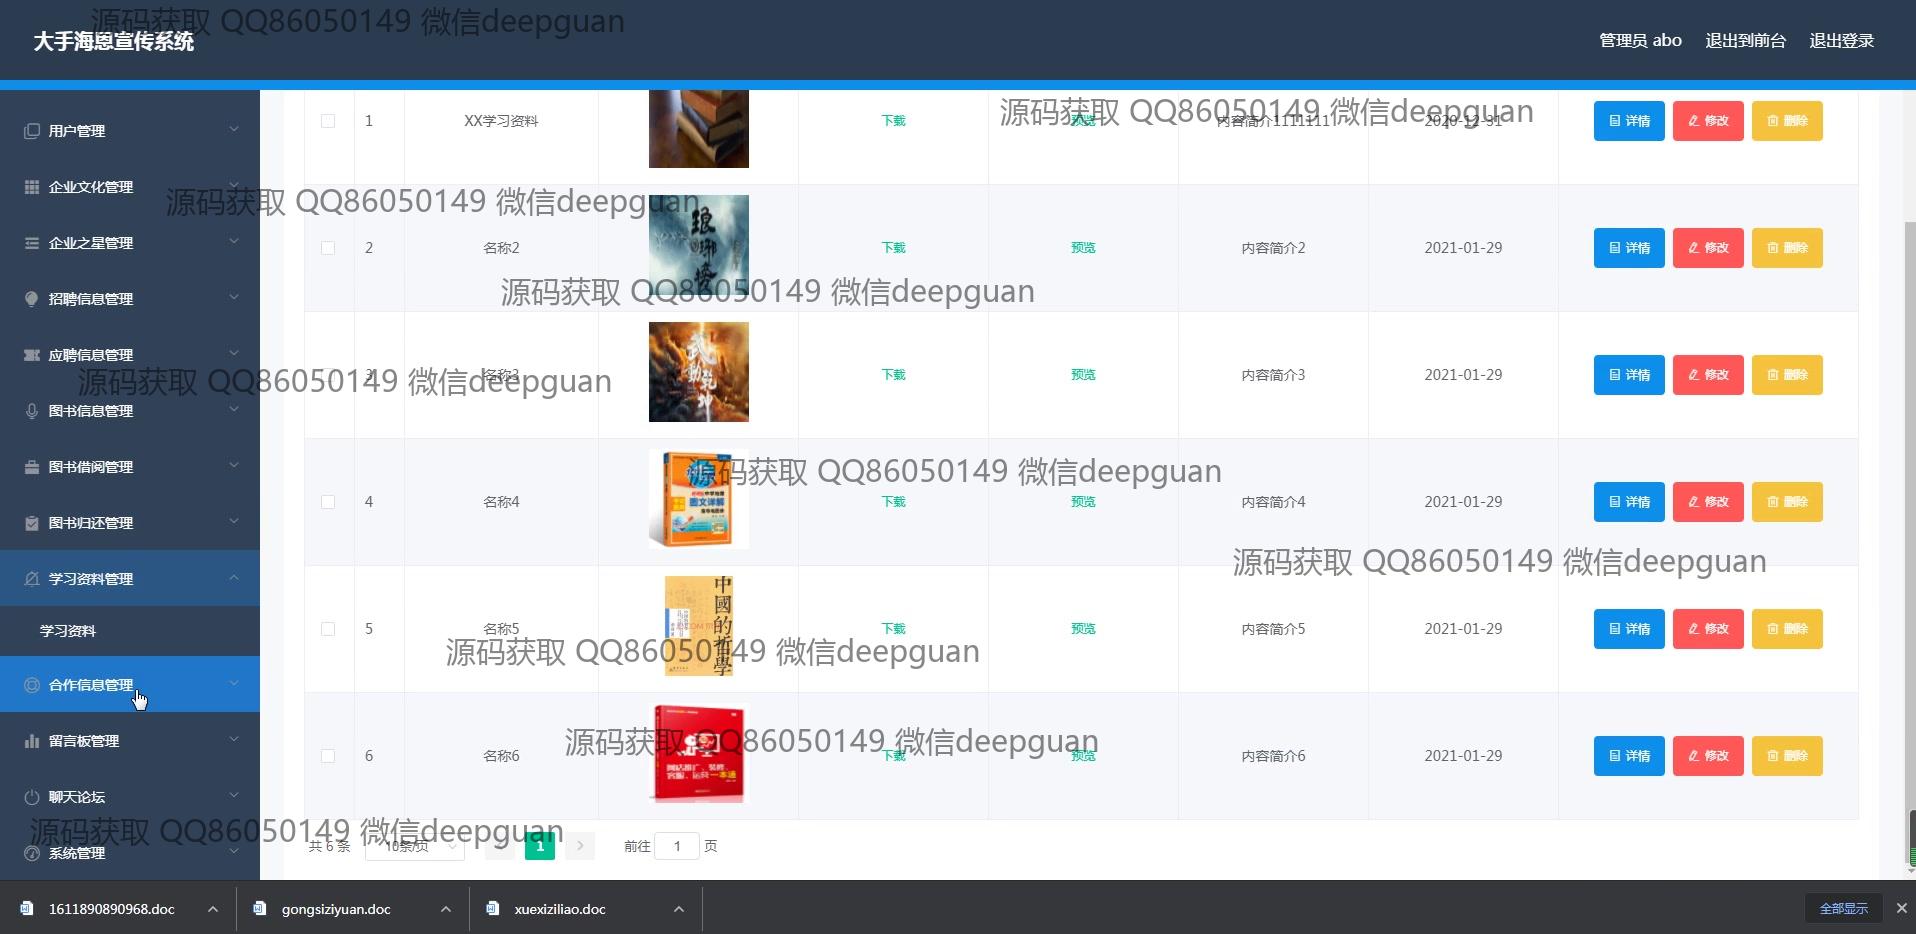 源码获取 QQ86050149 微信deepguan
大手海恩宣传系统
管理员 abo 退出到前台 退出登录
用户管理
企业文化管理
企业之星管理
招聘信息管理
应聘信息管理
图书信息管理
图书借阅管理
图书归还管理
学习资料管理
学习资料
合作信息管理
留言板管理
聊天论坛
系统管理
源码获取 QQ86050149 微信deepguan
1 XX学习资料 下载 预览 内容简介1111111 2020-12-31 详情 修改 删除
源码获取 QQ86050149 微信deepguan
2 名称2 琅琊榜 下载 预览 内容简介2 2021-01-29 详情 修改 删除
源码获取 QQ86050149 微信deepguan
3 名称3 武動乾坤 下载 预览 内容简介3 2021-01-29 详情 修改 删除
源码获取 QQ86050149 微信deepguan
源码获取 QQ86050149 微信deepguan
4 名称4 图文详解 下载 预览 内容简介4 2021-01-29 详情 修改 删除
源码获取 QQ86050149 微信deepguan
5 名称5 中國的哲學 下载 预览 内容简介5 2021-01-29 详情 修改 删除
源码获取 QQ86050149 微信deepguan
源码获取 QQ86050149 微信deepguan
6 名称6 下载 预览 内容简介6 2021-01-29 详情 修改 删除
源码获取 QQ86050149 微信deepguan
共 6 条 10条/页 1 前往 1 页
1611890890968.doc gongsiziyuan.doc xuexiziliao.doc 全部显示